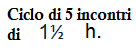 Ciclo di 5 incontri
di 1½ h.